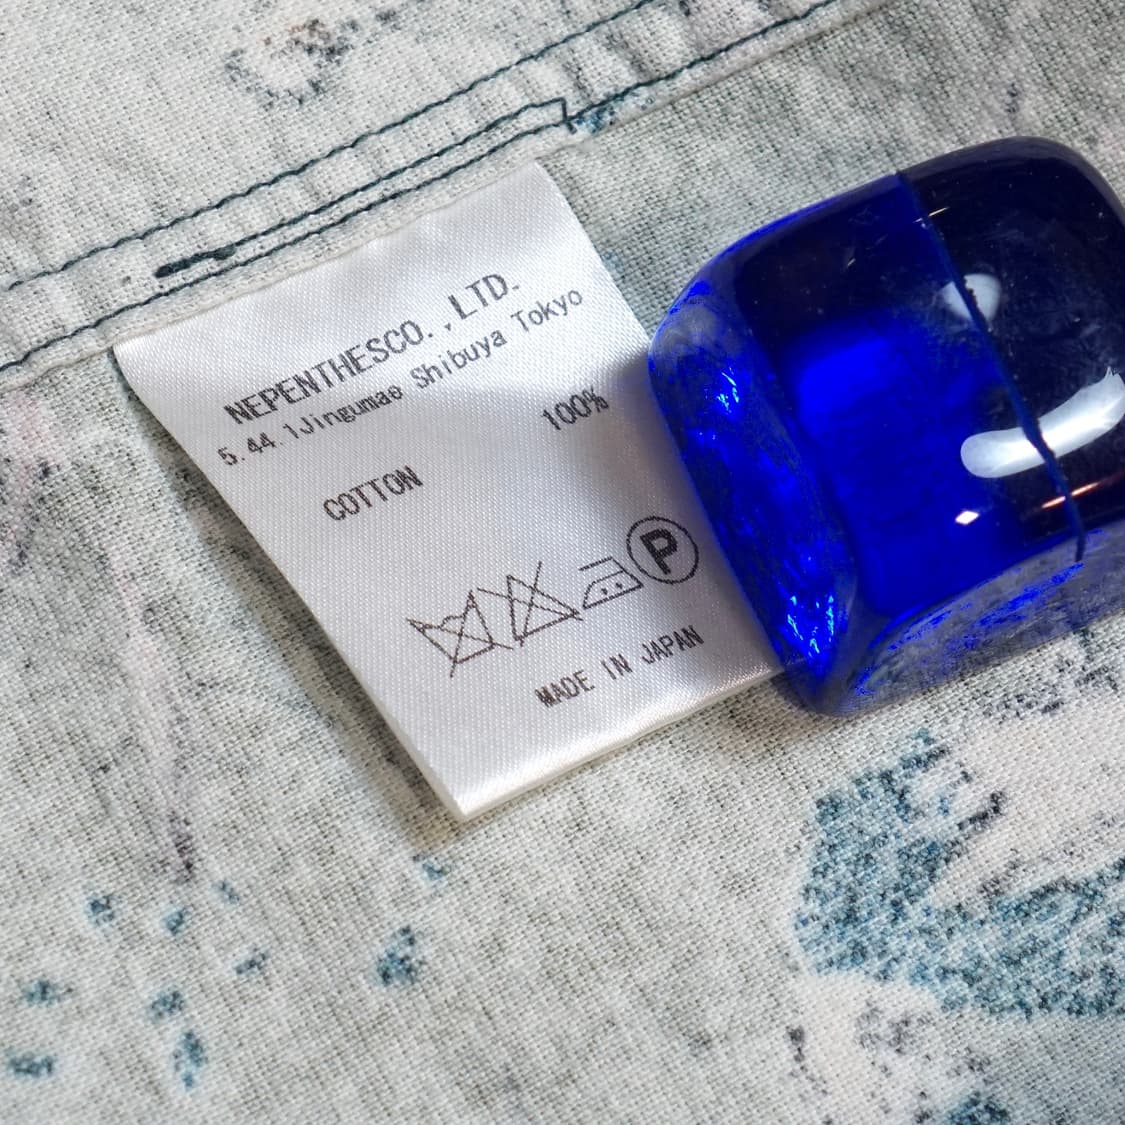 NEPENTHESCO. ,LTD.
5.44.1Jingumae Shibuya Tokyo
100%
COTTON
P
MADE IN JAPAN